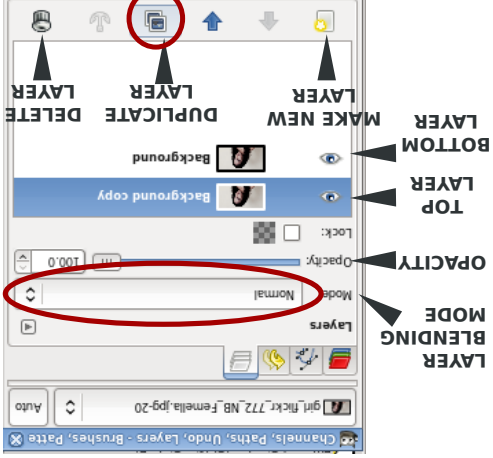 Channels, Paths, Undo, Layers - Brushes, Patte
girl_flickr_772_NB_Femella.jpg-20
Auto
LAYER
BLENDING
MODE
Layers
Mode: Normal
OPACITY
Opacity: 100.0
Lock:
TOP
LAYER
Background copy
BOTTOM
LAYER
Background
MAKE NEW
LAYER
DUPLICATE
LAYER
DELETE
LAYER